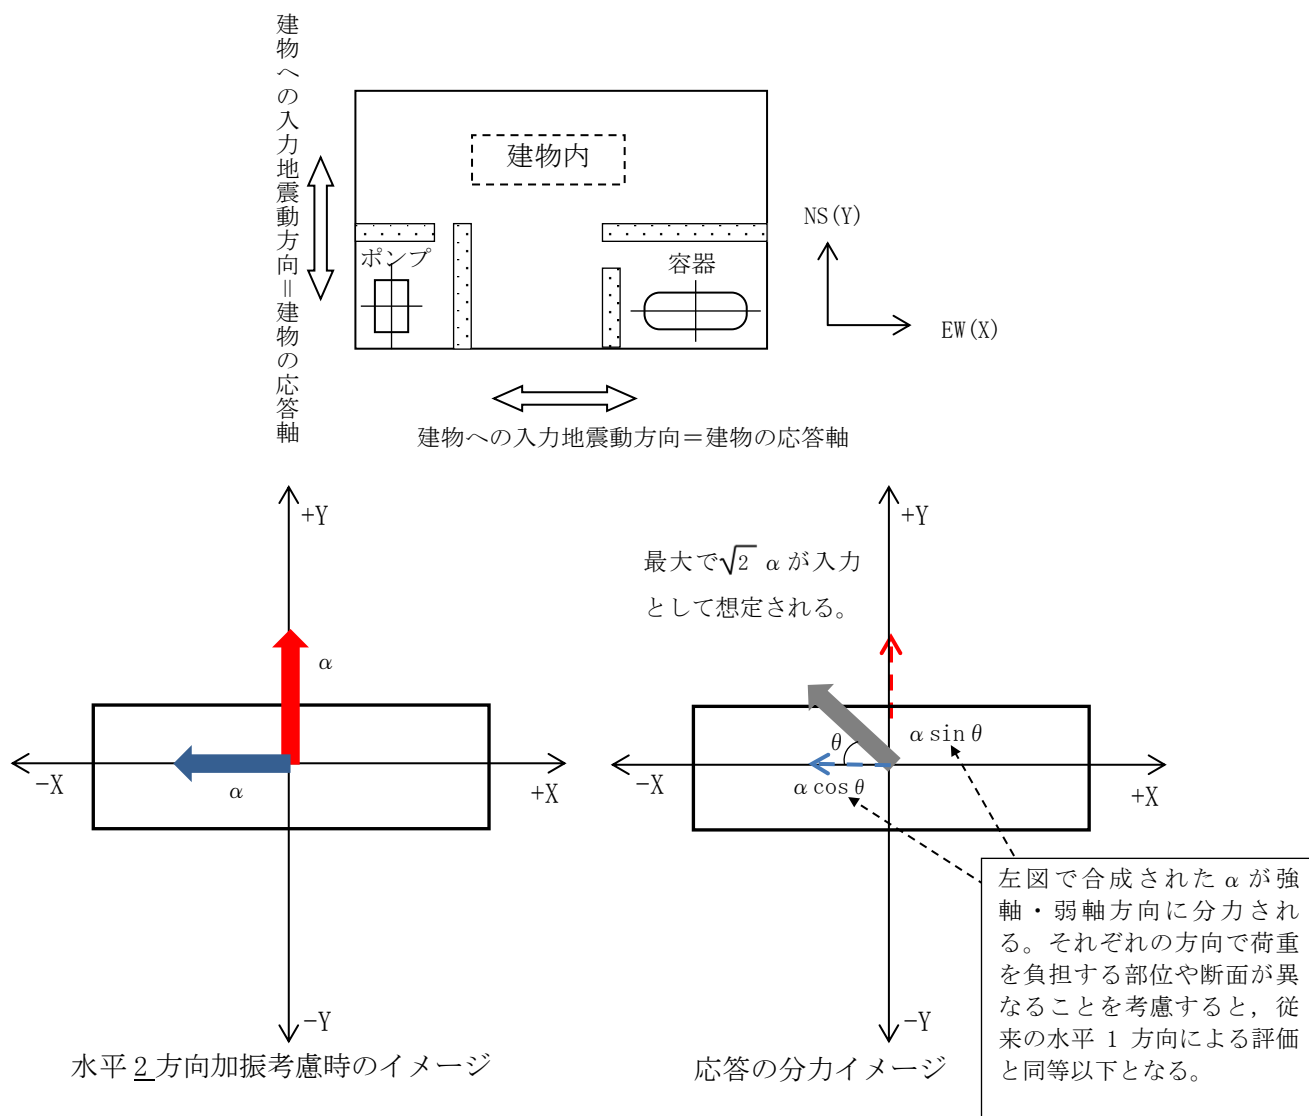 建物への入力地震動方向＝建物の応答軸
建物内
NS(Y)
ポンプ
容器
EW(X)
建物への入力地震動方向＝建物の応答軸
+Y
α
α
-X
+X
-Y
水平2方向加振考慮時のイメージ
+Y
最大で√2 αが入力
として想定される。
θ
α sin θ
α cos θ
-X
+X
-Y
応答の分力イメージ
左図で合成されたαが強
軸・弱軸方向に分力され
る。それぞれの方向で荷重
を負担する部位や断面が異
なることを考慮すると，従
来の水平 1 方向による評価
と同等以下となる。